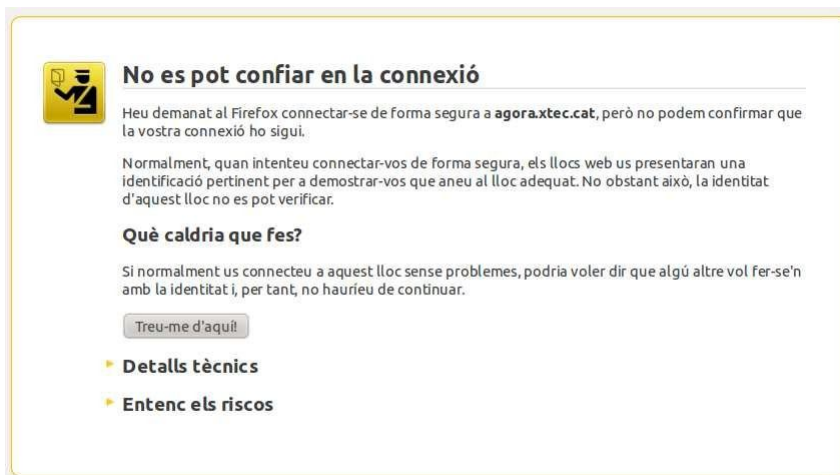 No es pot confiar en la connexió
Heu demanat al Firefox connectar-se de forma segura a agora.xtec.cat, però no podem confirmar que
la vostra connexió ho sigui.
Normalment, quan intenteu connectar-vos de forma segura, els llocs web us presentaran una
identificació pertinent per a demostrar-vos que aneu al lloc adequat. No obstant això, la identitat
d'aquest lloc no es pot verificar.
Què caldria que fes?
Si normalment us connecteu a aquest lloc sense problemes, podria voler dir que algú altre vol fer-se'n
amb la identitat i, per tant, no hauríeu de continuar.
Treu-me d'aquí!
Detalls tècnics
Entenc els riscos